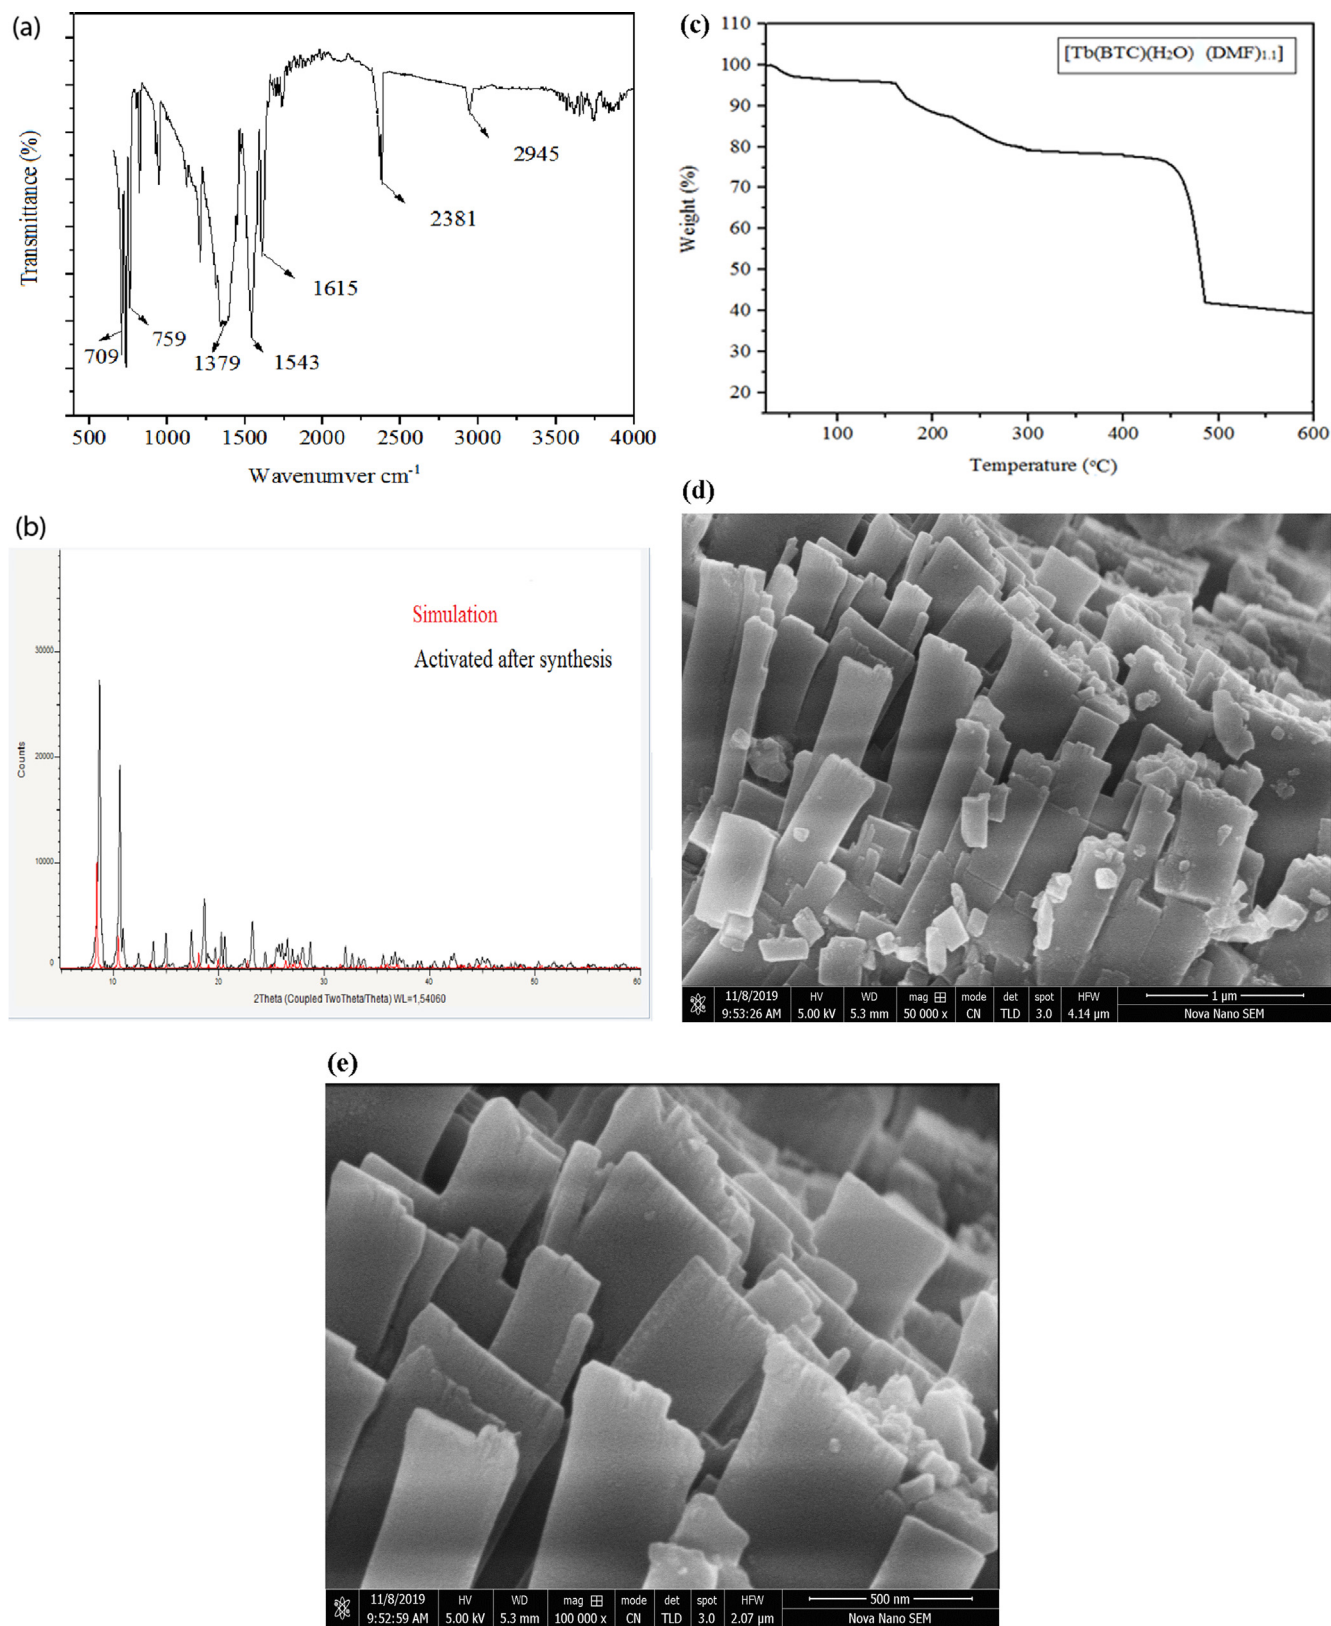 (a)
Transmittance (%)
2945
2381
1615
759
709
1379
1543
500 1000 1500 2000 2500 3000 3500 4000
Wavenumver cm-1
(c)
[Tb(BTC)(H2O) (DMF)1.1]
110
100
90
80
70
60
50
40
30
20
Weight (%)
100 200 300 400 500 600
Temperature (°C)
(b)
Simulation
Activated after synthesis
Counts
30000
20000
10000
0
10 20 30 40 50 60
2Theta (Coupled TwoTheta/Theta) WL=1,54060
(d)
11/8/2019 HV WD mag mode det spot HFW 1 µm
9:53:26 AM 5.00 kV 5.3 mm 50 000 x CN TLD 3.0 4.14 µm Nova Nano SEM
(e)
11/8/2019 HV WD mag mode det spot HFW 500 nm
9:52:59 AM 5.00 kV 5.3 mm 100 000 x CN TLD 3.0 2.07 µm Nova Nano SEM